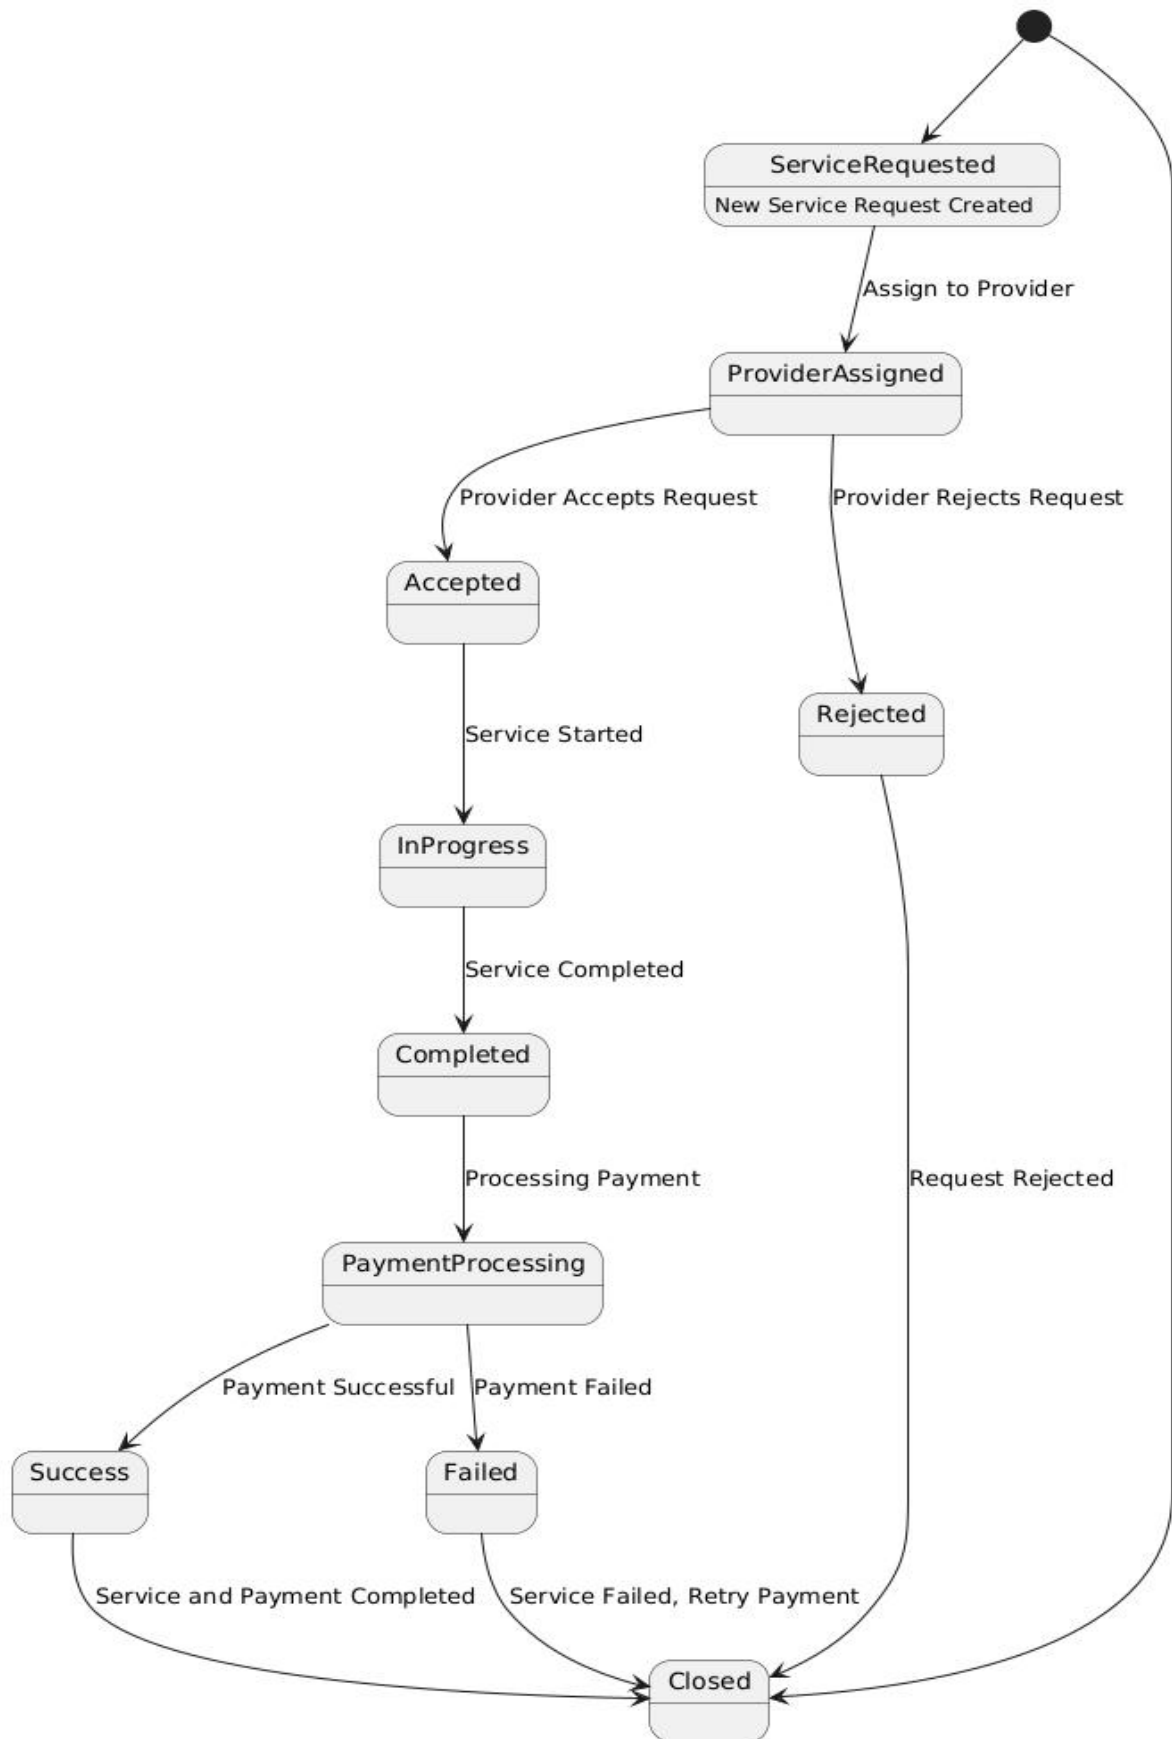 ServiceRequested
New Service Request Created
Assign to Provider
ProviderAssigned
Provider Accepts Request
Provider Rejects Request
Accepted
Rejected
Service Started
InProgress
Service Completed
Completed
Processing Payment
Request Rejected
PaymentProcessing
Payment Successful
Payment Failed
Success
Failed
Service and Payment Completed
Service Failed, Retry Payment
Closed